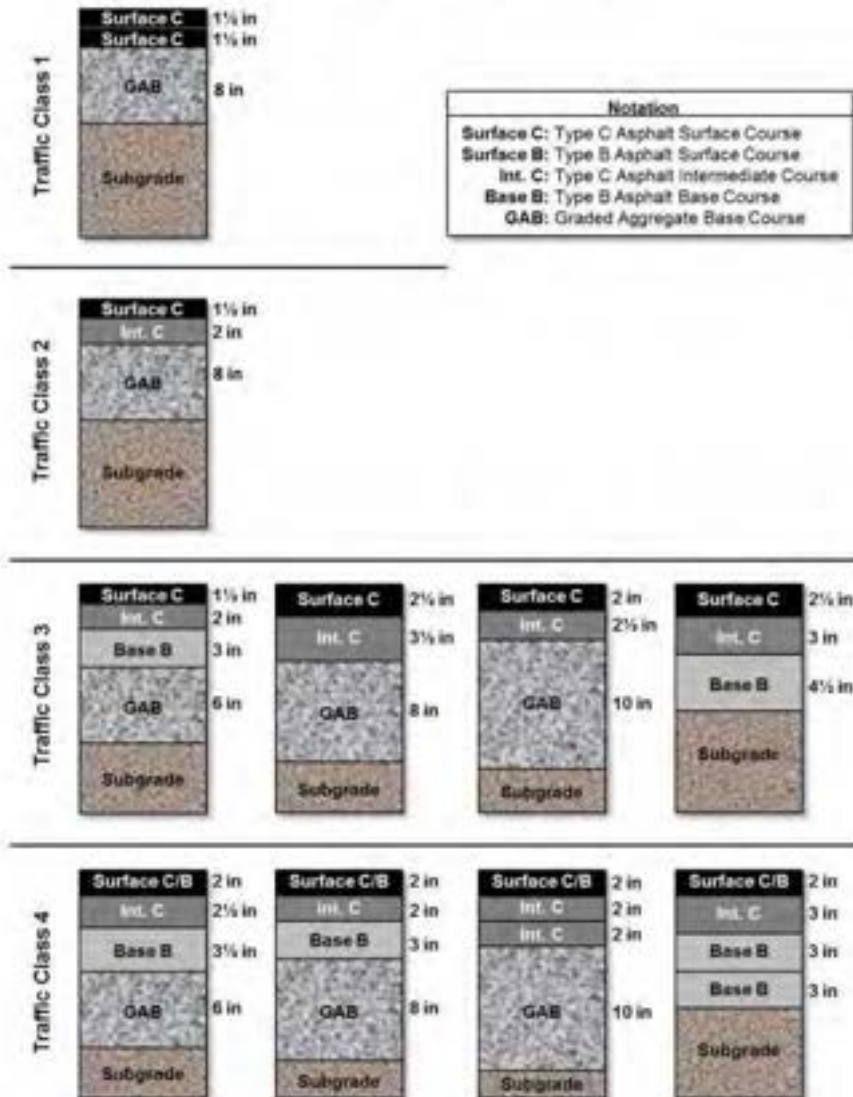 Traffic Class 1
Surface C 1½ in
Surface C 1½ in
GAB 8 in
Subgrade
Notation
Surface C: Type C Asphalt Surface Course
Surface B: Type B Asphalt Surface Course
Int. C: Type C Asphalt Intermediate Course
Base B: Type B Asphalt Base Course
GAB: Graded Aggregate Base Course
Traffic Class 2
Surface C 1½ in
Int. C 2 in
GAB 8 in
Subgrade
Traffic Class 3
Surface C 1½ in
Int. C 2 in
Base B 3 in
GAB 6 in
Subgrade
Surface C 2½ in
Int. C 3½ in
GAB 8 in
Subgrade
Surface C 2 in
Int. C 2½ in
GAB 10 in
Subgrade
Surface C 2½ in
Int. C 3 in
Base B 4½ in
Subgrade
Traffic Class 4
Surface C/B 2 in
Int. C 2½ in
Base B 3½ in
GAB 6 in
Subgrade
Surface C/B 2 in
Int. C 2 in
Base B 3 in
GAB 8 in
Subgrade
Surface C/B 2 in
Int. C 2 in
Int. C 2 in
GAB 10 in
Subgrade
Surface C/B 2 in
Int. C 3 in
Base B 3 in
Base B 3 in
Subgrade